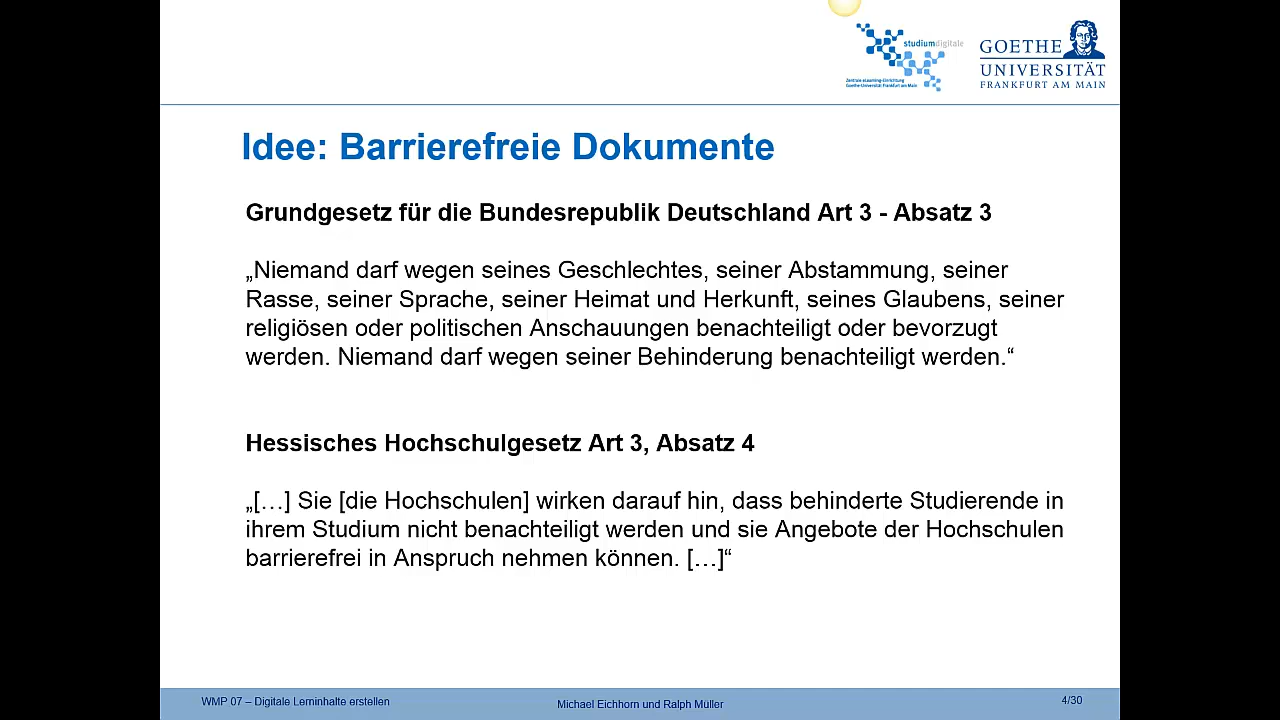 studiumdigitale
Zentrale eLearning-Einrichtung
Goethe-Universität Frankfurt am Main
GOETHE
UNIVERSITÄT
FRANKFURT AM MAIN
Idee: Barrierefreie Dokumente
Grundgesetz für die Bundesrepublik Deutschland Art 3 - Absatz 3
„Niemand darf wegen seines Geschlechtes, seiner Abstammung, seiner
Rasse, seiner Sprache, seiner Heimat und Herkunft, seines Glaubens, seiner
religiösen oder politischen Anschauungen benachteiligt oder bevorzugt
werden. Niemand darf wegen seiner Behinderung benachteiligt werden.“
Hessisches Hochschulgesetz Art 3, Absatz 4
„[…] Sie [die Hochschulen] wirken darauf hin, dass behinderte Studierende in
ihrem Studium nicht benachteiligt werden und sie Angebote der Hochschulen
barrierefrei in Anspruch nehmen können. […]“
WMP 07 – Digitale Lerninhalte erstellen
Michael Eichhorn und Ralph Müller
4/30